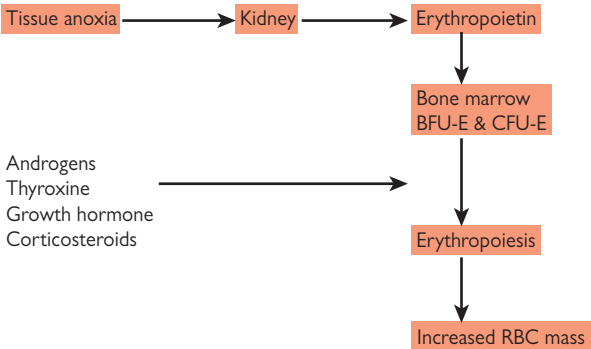 Tissue anoxia
Kidney
Erythropoietin
Bone marrow
BFU-E & CFU-E
Androgens
Thyroxine
Growth hormone
Corticosteroids
Erythropoiesis
Increased RBC mass